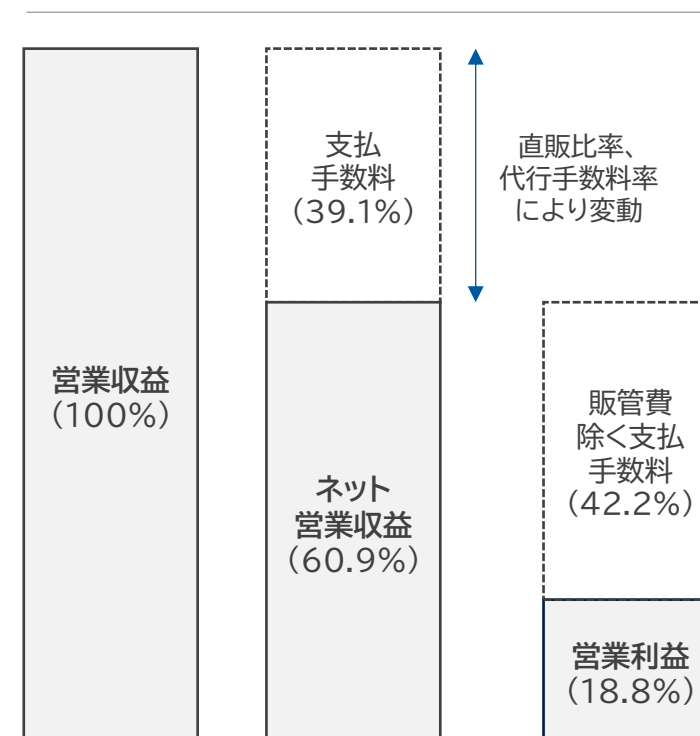 営業収益
(100%)
支払
手数料
(39.1%)
ネット
営業収益
(60.9%)
直販比率、
代行手数料率
により変動
販管費
除く支払
手数料
(42.2%)
営業利益
(18.8%)